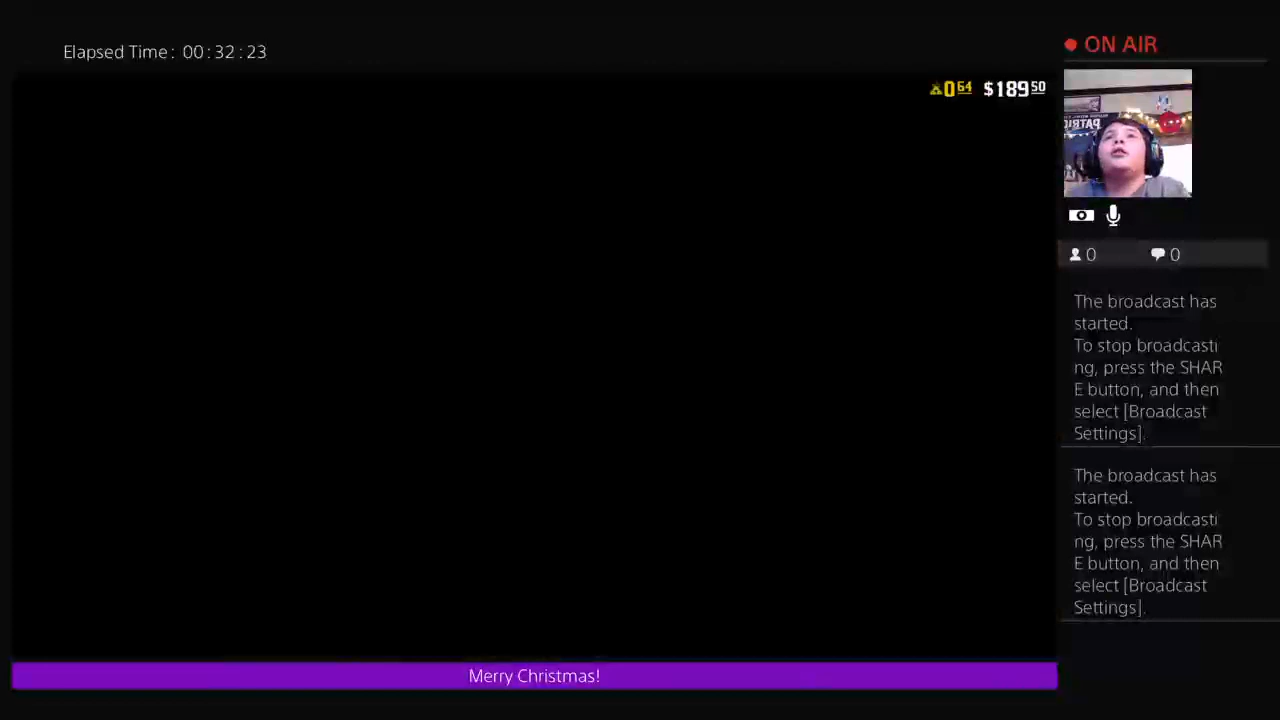 Elapsed Time: 00:32:23
ON AIR
0 64 $189 50
PATRI
0 0
The broadcast has
started.
To stop broadcasti
ng, press the SHAR
E button, and then
select [Broadcast
Settings].
The broadcast has
started.
To stop broadcasti
ng, press the SHAR
E button, and then
select [Broadcast
Settings].
Merry Christmas!